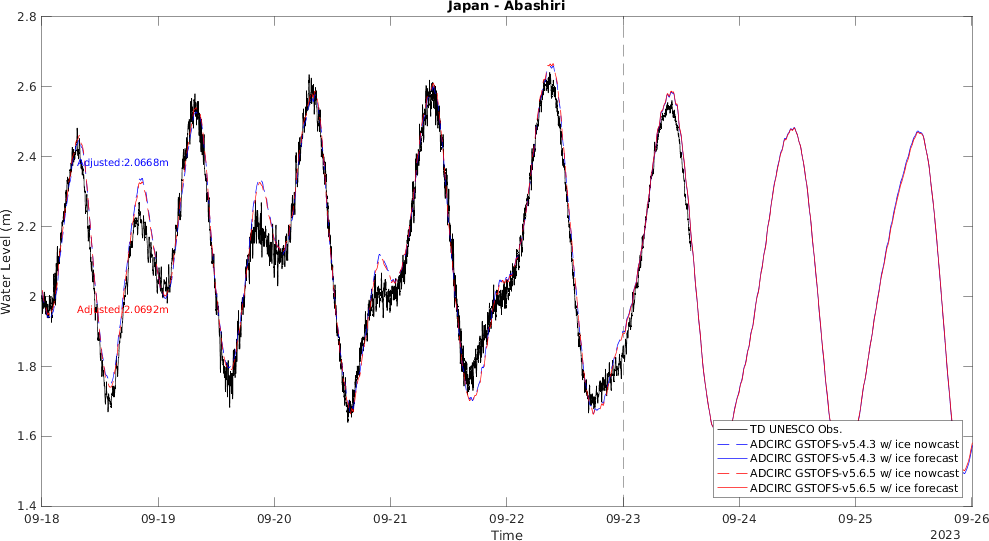 Japan - Abashiri
2.8
2.6
2.4
2.2
2
1.8
1.6
1.4
Water Level (m)
Adjusted:2.0668m
Adjusted:2.0692m
TD UNESCO Obs.
ADCIRC GSTOFS-v5.4.3 w/ ice nowcast
ADCIRC GSTOFS-v5.4.3 w/ ice forecast
ADCIRC GSTOFS-v5.6.5 w/ ice nowcast
ADCIRC GSTOFS-v5.6.5 w/ ice forecast
09-18 09-19 09-20 09-21 09-22 09-23 09-24 09-25 09-26
Time
2023